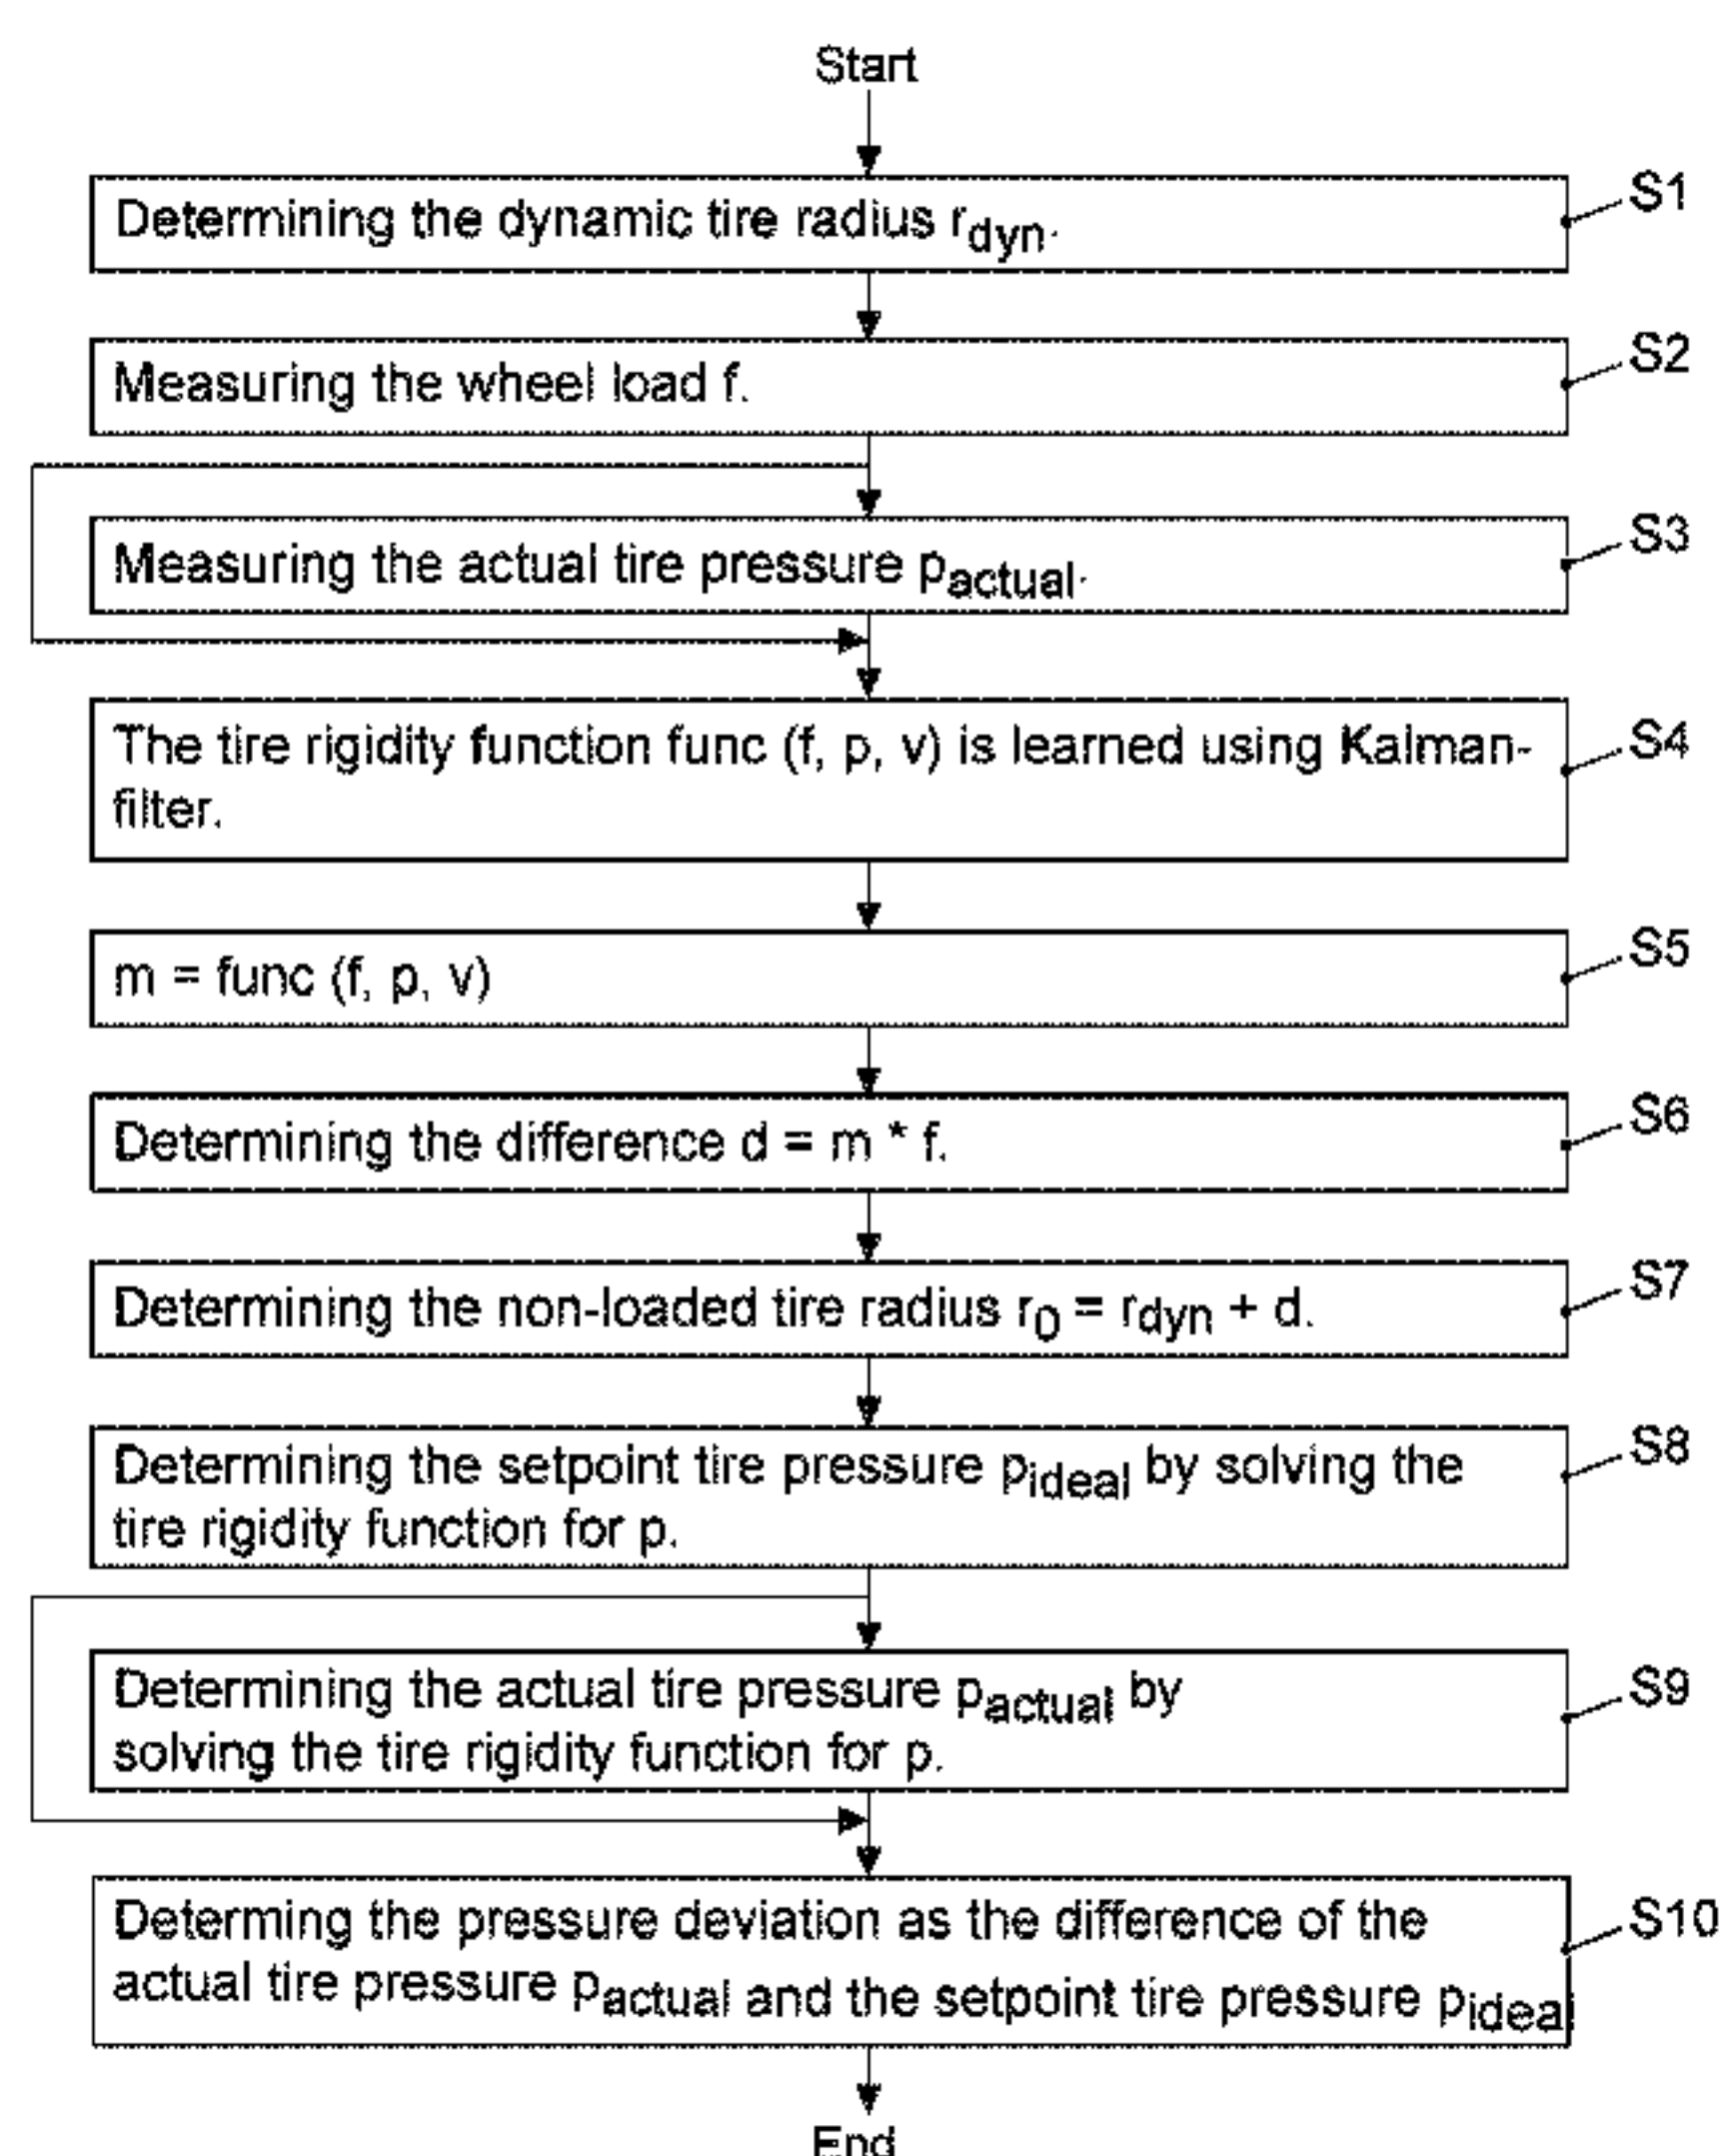 Start
Determining the dynamic tire radius rdyn.
S1
Measuring the wheel load f.
S2
Measuring the actual tire pressure pactual.
S3
The tire rigidity function func (f, p, v) is learned using Kalman-
filter.
S4
m = func (f, p, v)
S5
Determining the difference d = m * f.
S6
Determining the non-loaded tire radius r0 = rdyn + d.
S7
Determining the setpoint tire pressure pideal by solving the
tire rigidity function for p.
S8
Determining the actual tire pressure pactual by
solving the tire rigidity function for p.
S9
Determing the pressure deviation as the difference of the
actual tire pressure pactual and the setpoint tire pressure pideal
S10
End